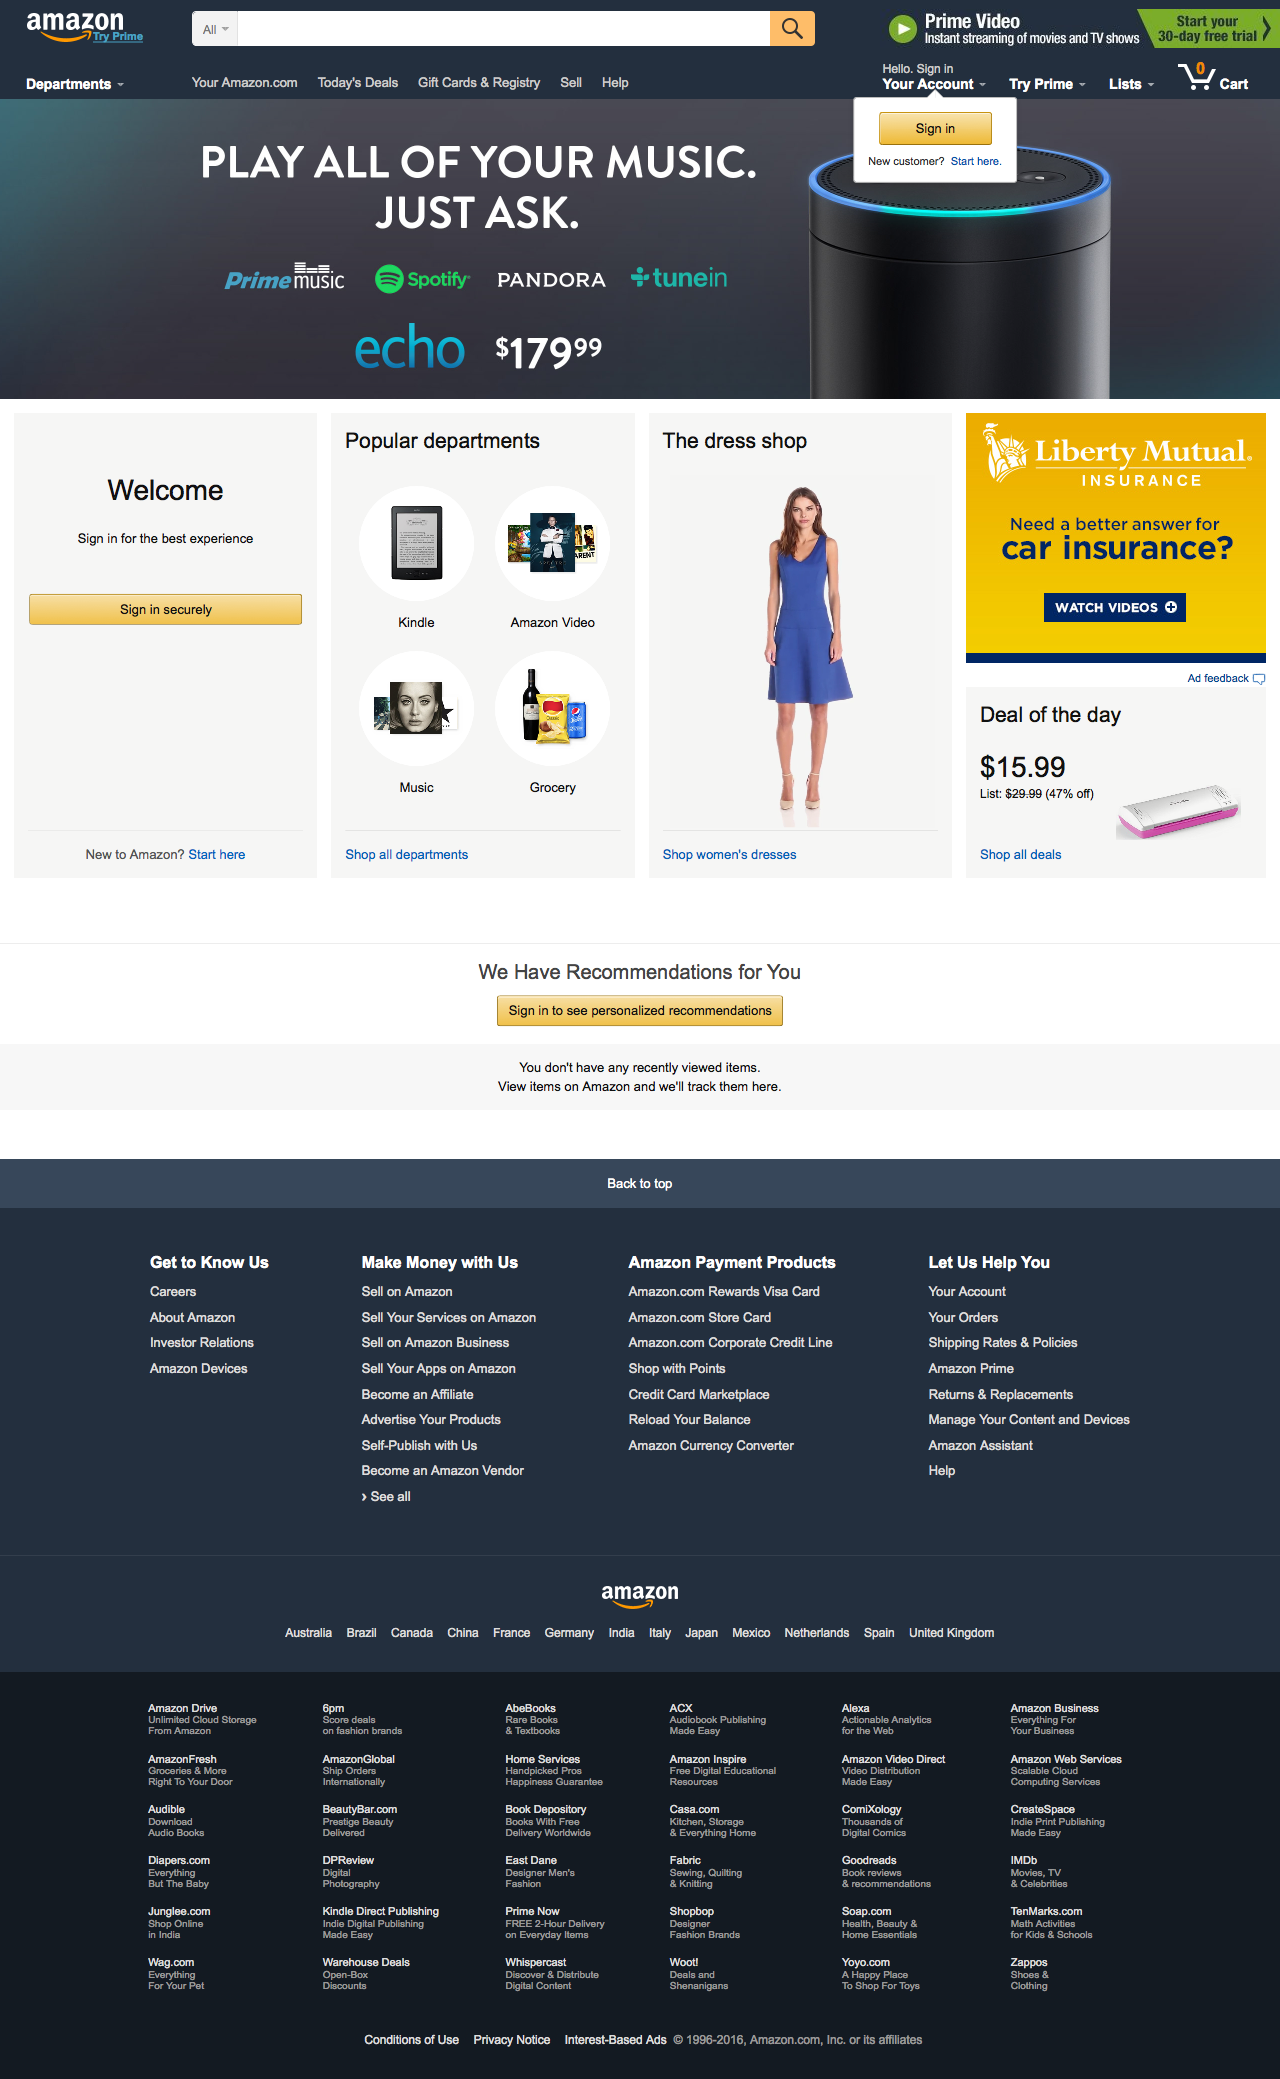 amazon
Try Prime
All
Prime Video
Instant streaming of movies and TV shows
Start your
30-day free trial
Departments
Your Amazon.com Today's Deals Gift Cards & Registry Sell Help
Hello. Sign in
Your Account
Try Prime
Lists
0
Cart
Sign in
New customer? Start here.
PLAY ALL OF YOUR MUSIC.
JUST ASK.
Prime music
Spotify
PANDORA
tunein
echo $179.99
Welcome
Sign in for the best experience
Sign in securely
New to Amazon? Start here
Popular departments
Kindle
Amazon Video
Music
Grocery
Shop all departments
The dress shop
Shop women's dresses
Liberty Mutual
INSURANCE
Need a better answer for
car insurance?
WATCH VIDEOS
Ad feedback
Deal of the day
$15.99
List: $29.99 (47% off)
Shop all deals
We Have Recommendations for You
Sign in to see personalized recommendations
You don't have any recently viewed items.
View items on Amazon and we'll track them here.
Back to top
Get to Know Us
Careers
About Amazon
Investor Relations
Amazon Devices
Make Money with Us
Sell on Amazon
Sell Your Services on Amazon
Sell on Amazon Business
Sell Your Apps on Amazon
Become an Affiliate
Advertise Your Products
Self-Publish with Us
Become an Amazon Vendor
› See all
Amazon Payment Products
Amazon.com Rewards Visa Card
Amazon.com Store Card
Amazon.com Corporate Credit Line
Shop with Points
Credit Card Marketplace
Reload Your Balance
Amazon Currency Converter
Let Us Help You
Your Account
Your Orders
Shipping Rates & Policies
Amazon Prime
Returns & Replacements
Manage Your Content and Devices
Amazon Assistant
Help
amazon
Australia Brazil Canada China France Germany India Italy Japan Mexico Netherlands Spain United Kingdom
Amazon Drive
Unlimited Cloud Storage
From Amazon
6pm
Score deals
on fashion brands
AbeBooks
Rare Books
& Textbooks
ACX
Audiobook Publishing
Made Easy
Alexa
Actionable Analytics
for the Web
Amazon Business
Everything For
Your Business
AmazonFresh
Groceries & More
Right To Your Door
AmazonGlobal
Ship Orders
Internationally
Home Services
Handpicked Pros
Happiness Guarantee
Amazon Inspire
Free Digital Educational
Resources
Amazon Video Direct
Video Distribution
Made Easy
Amazon Web Services
Scalable Cloud
Computing Services
Audible
Download
Audio Books
BeautyBar.com
Prestige Beauty
Delivered
Book Depository
Books With Free
Delivery Worldwide
Casa.com
Kitchen, Storage
& Everything Home
ComiXology
Thousands of
Digital Comics
CreateSpace
Indie Print Publishing
Made Easy
Diapers.com
Everything
But The Baby
DPReview
Digital
Photography
East Dane
Designer Men's
Fashion
Fabric
Sewing, Quilting
& Knitting
Goodreads
Book reviews
& recommendations
IMDb
Movies, TV
& Celebrities
Junglee.com
Shop Online
in India
Kindle Direct Publishing
Indie Digital Publishing
Made Easy
Prime Now
FREE 2-Hour Delivery
on Everyday Items
Shopbop
Designer
Fashion Brands
Soap.com
Health, Beauty &
Home Essentials
TenMarks.com
Math Activities
for Kids & Schools
Wag.com
Everything
For Your Pet
Warehouse Deals
Open-Box
Discounts
Whispercast
Discover & Distribute
Digital Content
Woot!
Deals and
Shenanigans
Yoyo.com
A Happy Place
To Shop For Toys
Zappos
Shoes &
Clothing
Conditions of Use Privacy Notice Interest-Based Ads © 1996-2016, Amazon.com, Inc. or its affiliates